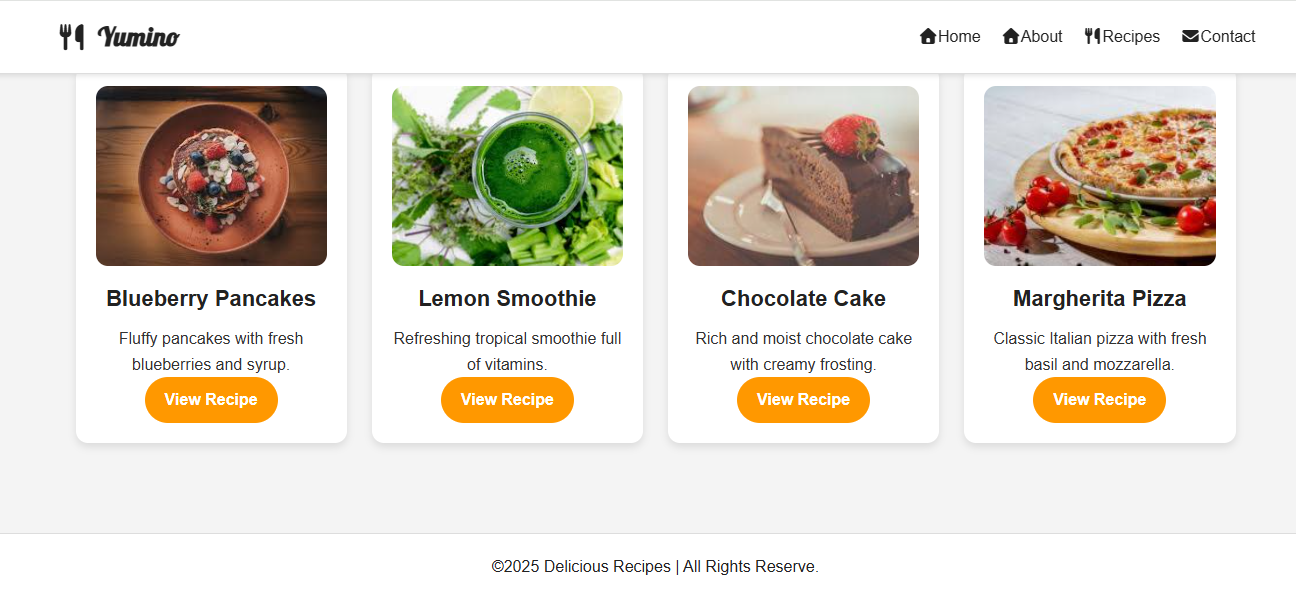 Yumino
Home About Recipes Contact
Blueberry Pancakes
Fluffy pancakes with fresh
blueberries and syrup.
View Recipe
Lemon Smoothie
Refreshing tropical smoothie full
of vitamins.
View Recipe
Chocolate Cake
Rich and moist chocolate cake
with creamy frosting.
View Recipe
Margherita Pizza
Classic Italian pizza with fresh
basil and mozzarella.
View Recipe
©2025 Delicious Recipes | All Rights Reserve.